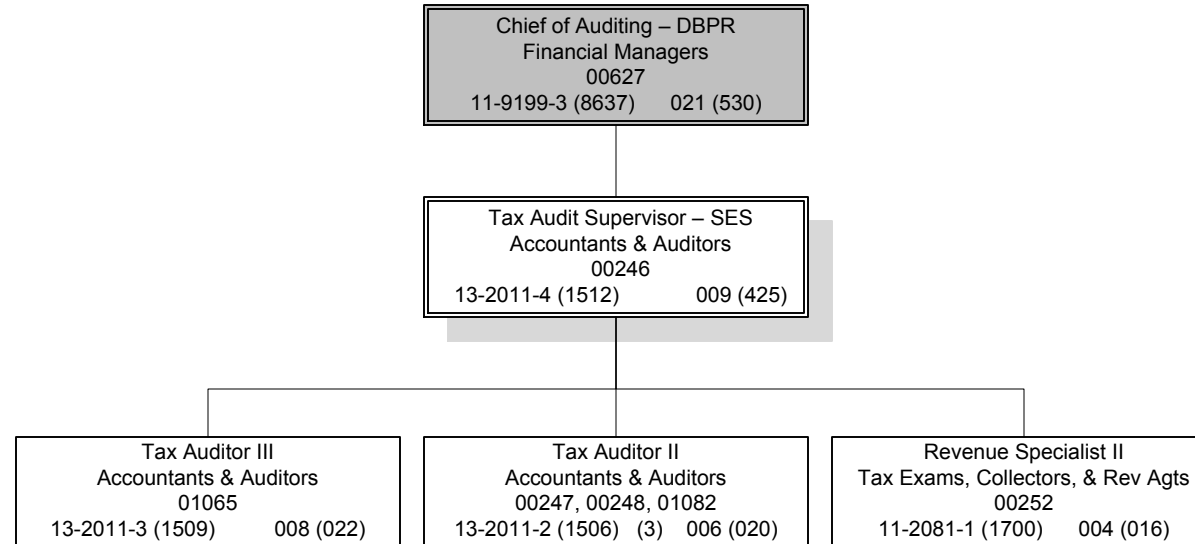 Chief of Auditing – DBPR
Financial Managers
00627
11-9199-3 (8637) 021 (530)
Tax Audit Supervisor – SES
Accountants & Auditors
00246
13-2011-4 (1512) 009 (425)
Tax Auditor III
Accountants & Auditors
01065
13-2011-3 (1509) 008 (022)
Tax Auditor II
Accountants & Auditors
00247, 00248, 01082
13-2011-2 (1506) (3) 006 (020)
Revenue Specialist II
Tax Exams, Collectors, & Rev Agts
00252
11-2081-1 (1700) 004 (016)